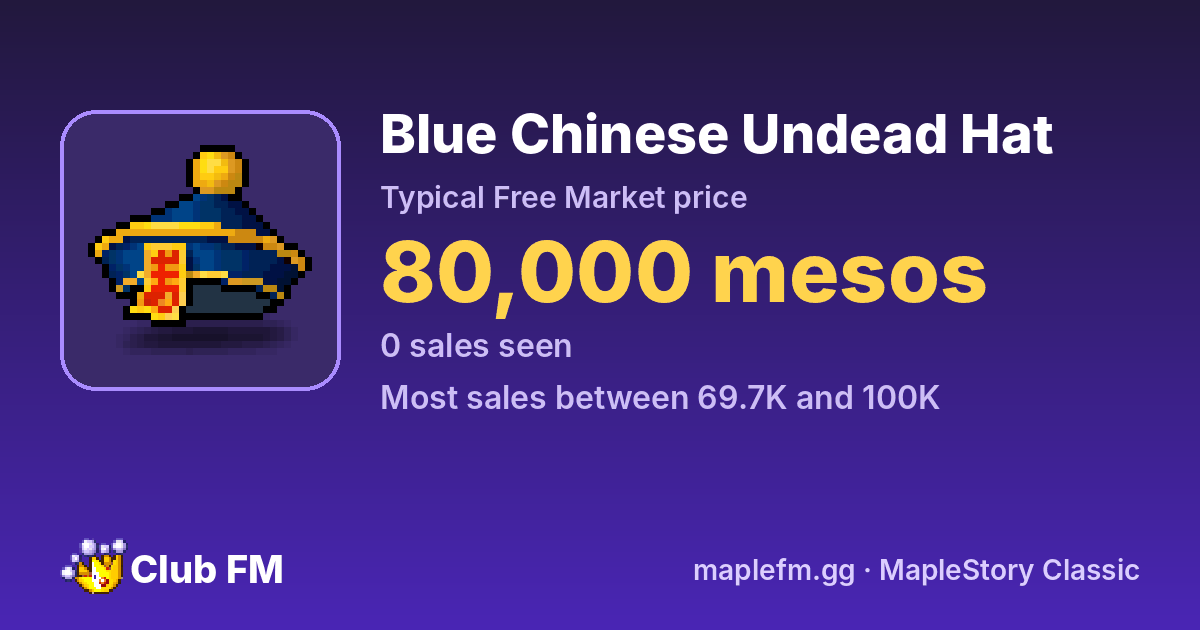 Blue Chinese Undead Hat
Typical Free Market price
80,000 mesos
0 sales seen
Most sales between 69.7K and 100K
Club FM
maplefm.gg · MapleStory Classic